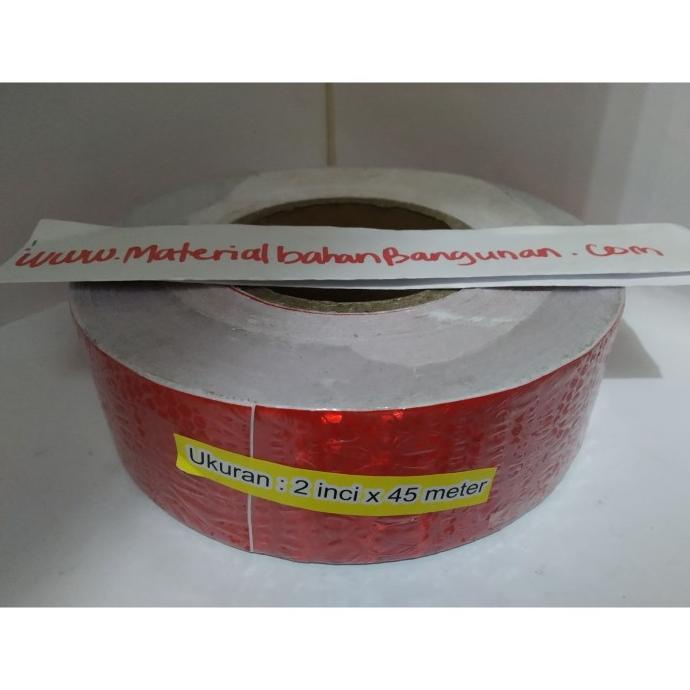 www.MaterialbahanBangunan.com
Ukuran : 2 inci x 45 meter